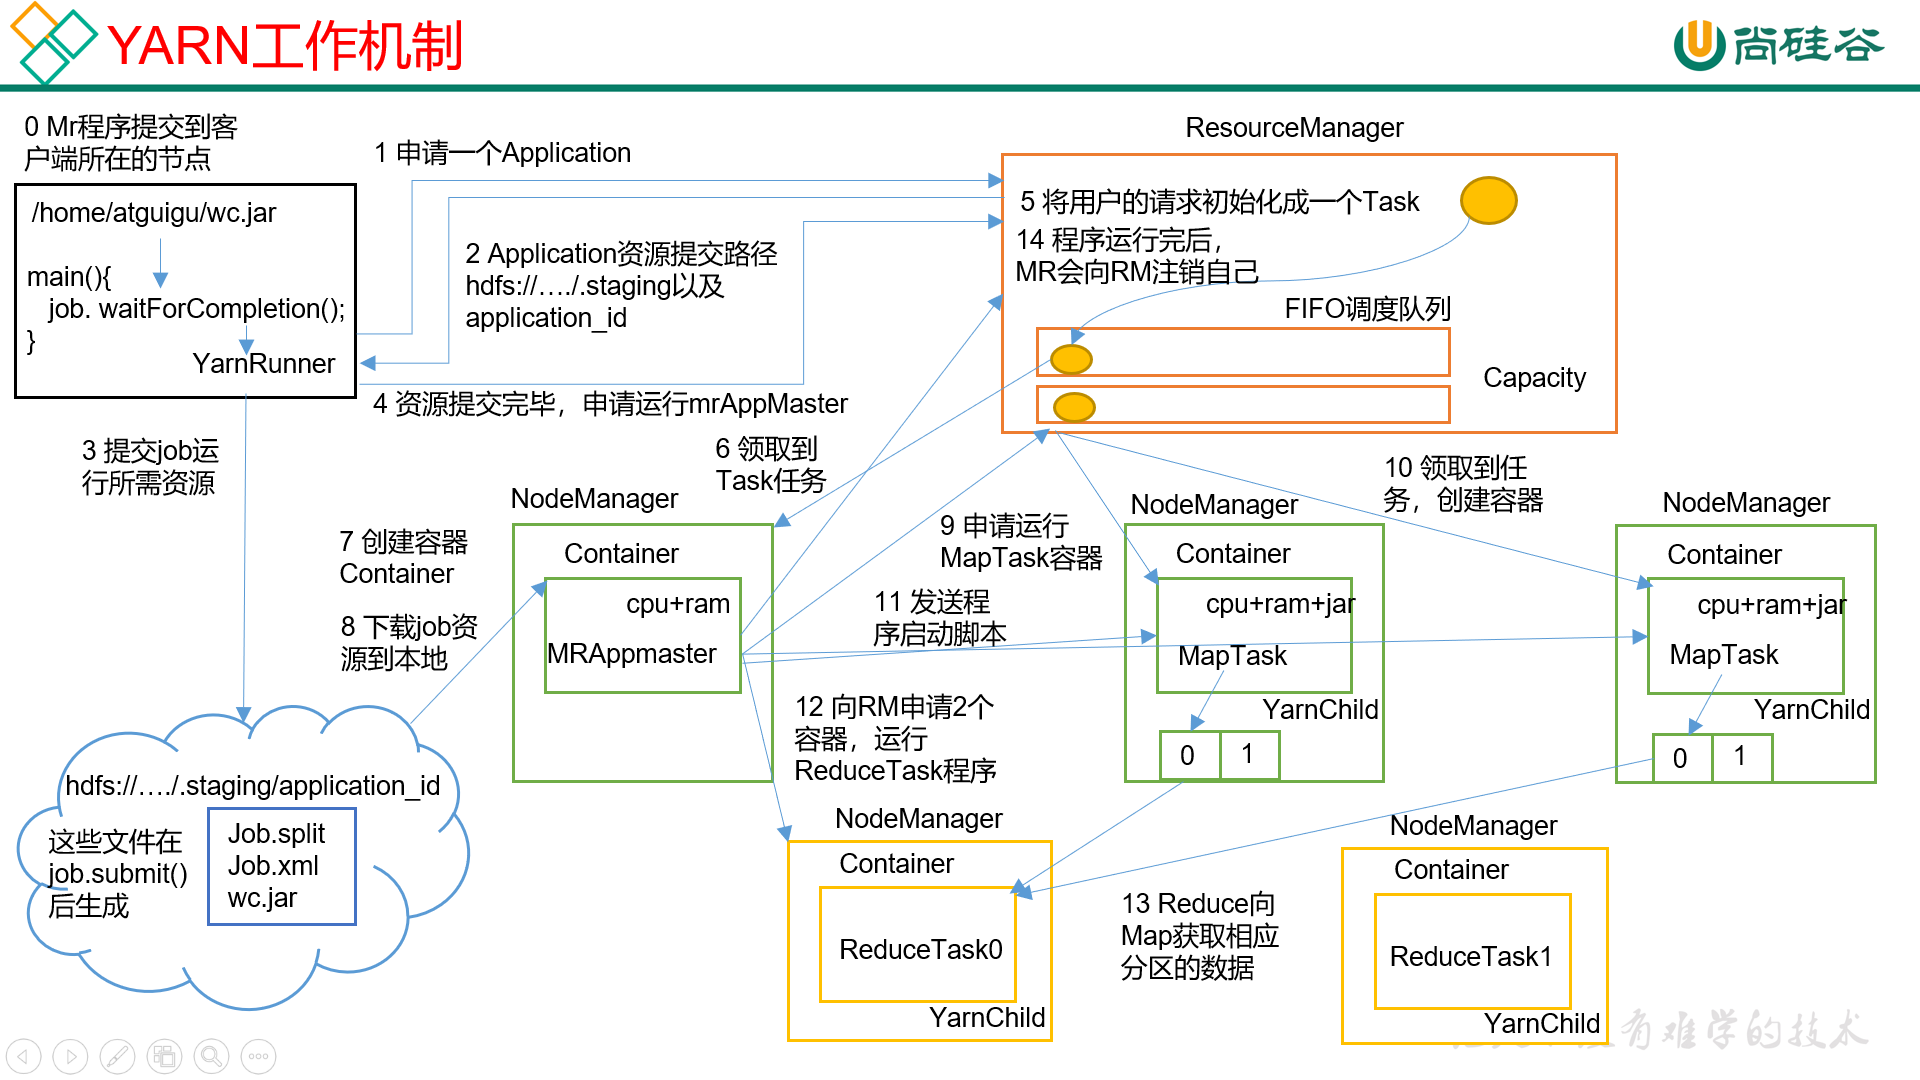 YARN工作机制
尚硅谷
0 Mr程序提交到客
户端所在的节点
/home/atguigu/wc.jar
main(){
job. waitForCompletion();
}
YarnRunner
1 申请一个Application
2 Application资源提交路径
hdfs://…./.staging以及
application_id
3 提交job运
行所需资源
4 资源提交完毕，申请运行mrAppMaster
ResourceManager
5 将用户的请求初始化成一个Task
14 程序运行完后，
MR会向RM注销自己
FIFO调度队列
Capacity
6 领取到
Task任务
7 创建容器
Container
8 下载job资
源到本地
NodeManager
Container
cpu+ram
MRAppmaster
9 申请运行
MapTask容器
10 领取到任
务，创建容器
11 发送程
序启动脚本
NodeManager
Container
cpu+ram+jar
MapTask
YarnChild
0
1
NodeManager
Container
cpu+ram+jar
MapTask
YarnChild
0
1
12 向RM申请2个
容器，运行
ReduceTask程序
hdfs://…./.staging/application_id
这些文件在
job.submit()
后生成
Job.split
Job.xml
wc.jar
NodeManager
Container
ReduceTask0
YarnChild
13 Reduce向
Map获取相应
分区的数据
NodeManager
Container
ReduceTask1
YarnChild
有难学的技术